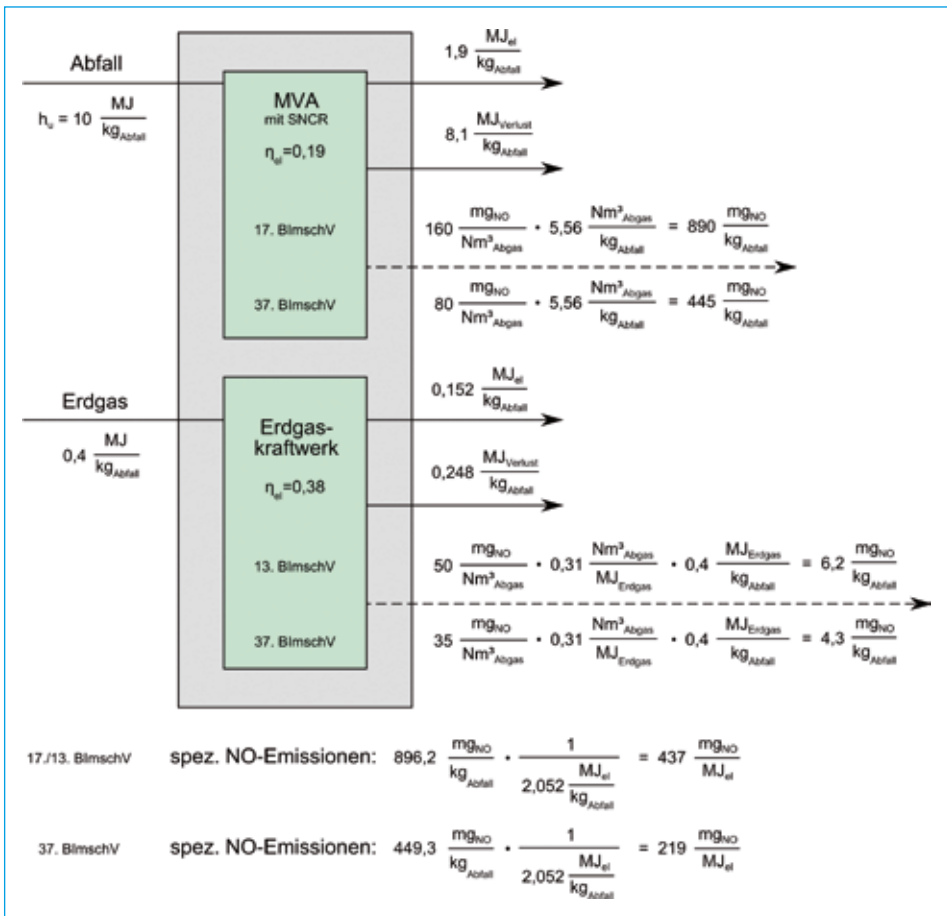 Abfall
hᵤ = 10 MJ/kg_Abfall
MVA
mit SNCR
η_el=0,19
17. BImschV
37. BImschV
1,9 MJ_el/kg_Abfall
8,1 MJ_Verlust/kg_Abfall
160 mg_NO/Nm³_Abgas · 5,56 Nm³_Abgas/kg_Abfall = 890 mg_NO/kg_Abfall
80 mg_NO/Nm³_Abgas · 5,56 Nm³_Abgas/kg_Abfall = 445 mg_NO/kg_Abfall
Erdgas
0,4 MJ/kg_Abfall
Erdgas-
kraftwerk
η_el=0,38
13. BImschV
37. BImschV
0,152 MJ_el/kg_Abfall
0,248 MJ_Verlust/kg_Abfall
50 mg_NO/Nm³_Abgas · 0,31 Nm³_Abgas/MJ_Erdgas · 0,4 MJ_Erdgas/kg_Abfall = 6,2 mg_NO/kg_Abfall
35 mg_NO/Nm³_Abgas · 0,31 Nm³_Abgas/MJ_Erdgas · 0,4 MJ_Erdgas/kg_Abfall = 4,3 mg_NO/kg_Abfall
17./13. BImschV spez. NO-Emissionen: 896,2 mg_NO/kg_Abfall · 1/(2,052 MJ_el/kg_Abfall) = 437 mg_NO/MJ_el
37. BImschV spez. NO-Emissionen: 449,3 mg_NO/kg_Abfall · 1/(2,052 MJ_el/kg_Abfall) = 219 mg_NO/MJ_el